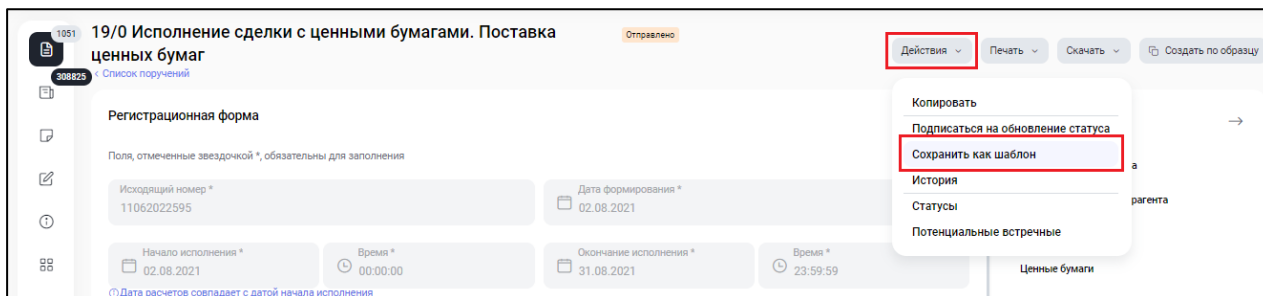 1051
308825
19/0 Исполнение сделки с ценными бумагами. Поставка
ценных бумаг
Отправлено
‹ Список поручений
Действия
Печать
Скачать
Создать по образцу
Копировать
Подписаться на обновление статуса
Сохранить как шаблон
История
Статусы
Потенциальные встречные
Регистрационная форма
Поля, отмеченные звездочкой *, обязательны для заполнения
Исходящий номер *
11062022595
Дата формирования *
02.08.2021
Начало исполнения *
02.08.2021
Время *
00:00:00
Окончание исполнения *
31.08.2021
Время *
23:59:59
Дата расчетов совпадает с датой начала исполнения
а
рагента
Ценные бумаги